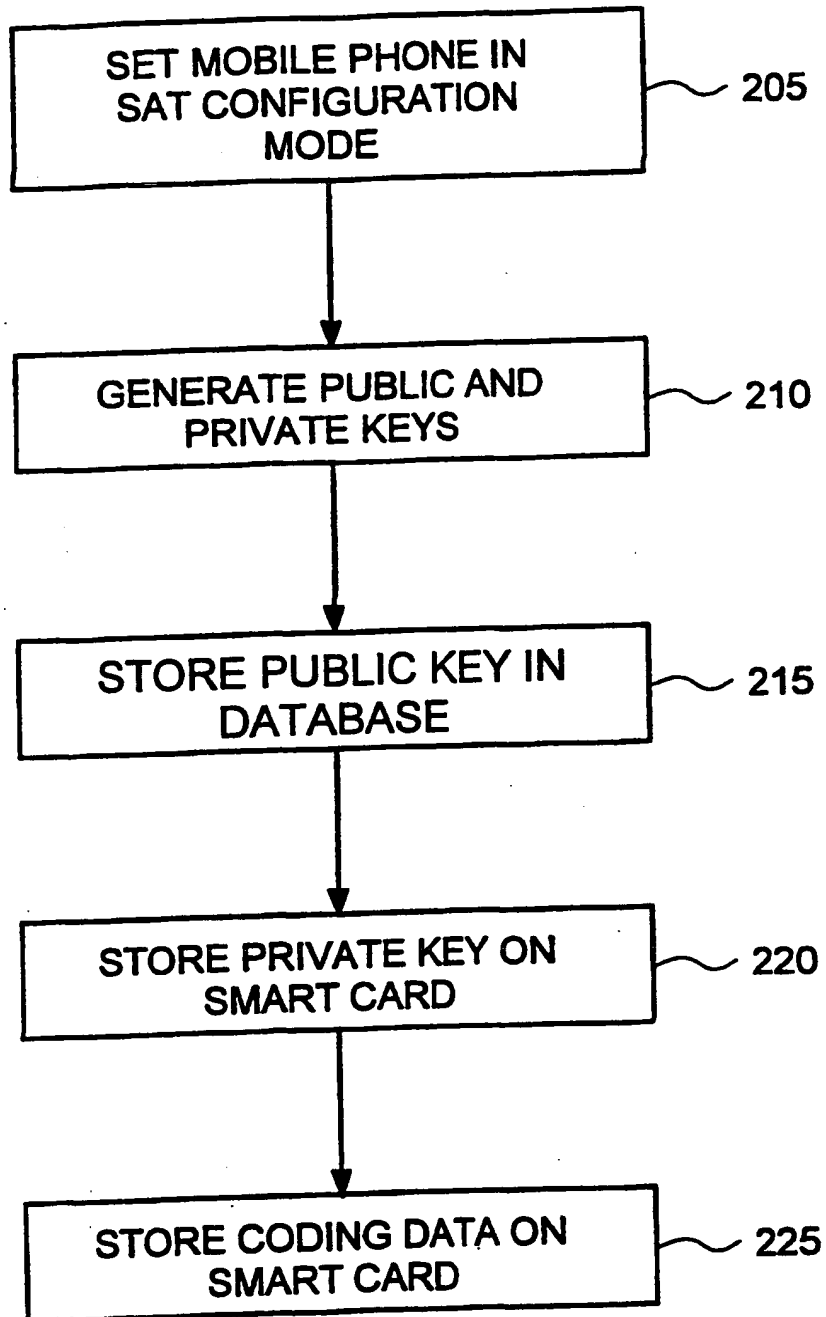 SET MOBILE PHONE IN
SAT CONFIGURATION
MODE
205
GENERATE PUBLIC AND
PRIVATE KEYS
210
STORE PUBLIC KEY IN
DATABASE
215
STORE PRIVATE KEY ON
SMART CARD
220
STORE CODING DATA ON
SMART CARD
225